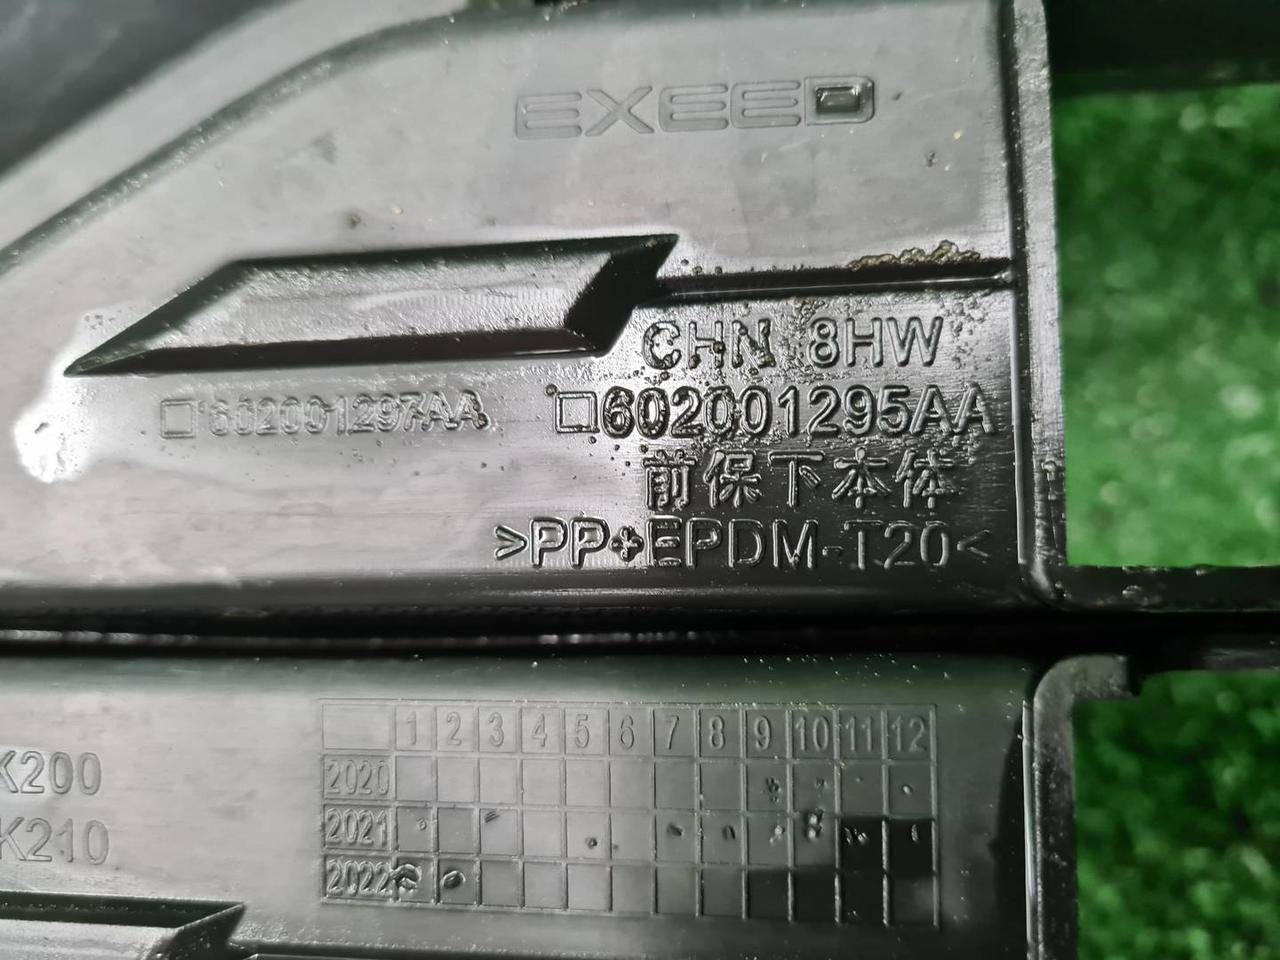 EXEED
CHN 8HW
602001297AA 602001295AA
前保下本体
>PP+EPDM-T20<
1 2 3 4 5 6 7 8 9 10 11 12
K200 2020
K210 2021
2022